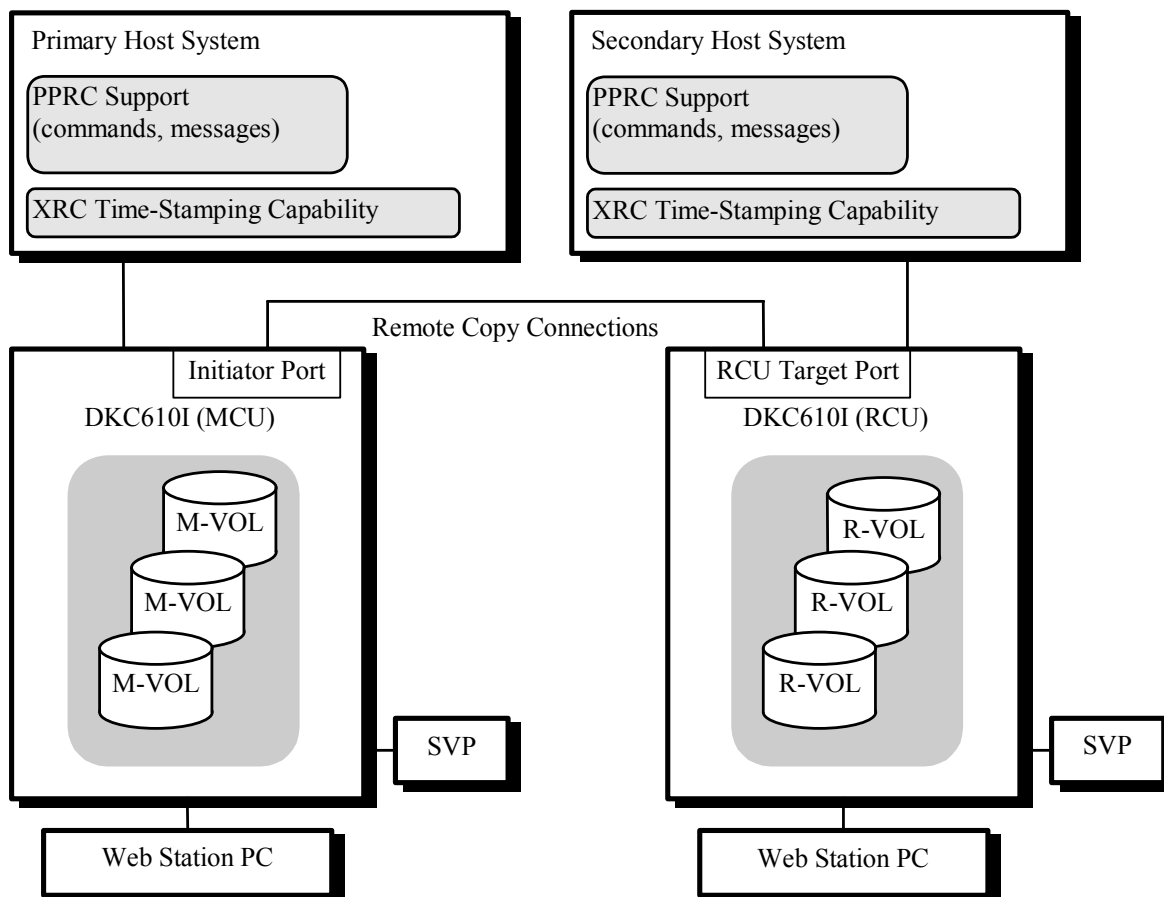 Primary Host System
PPRC Support
(commands, messages)
XRC Time-Stamping Capability
Secondary Host System
PPRC Support
(commands, messages)
XRC Time-Stamping Capability
Remote Copy Connections
Initiator Port
DKC610I (MCU)
M-VOL
M-VOL
M-VOL
SVP
Web Station PC
RCU Target Port
DKC610I (RCU)
R-VOL
R-VOL
R-VOL
SVP
Web Station PC